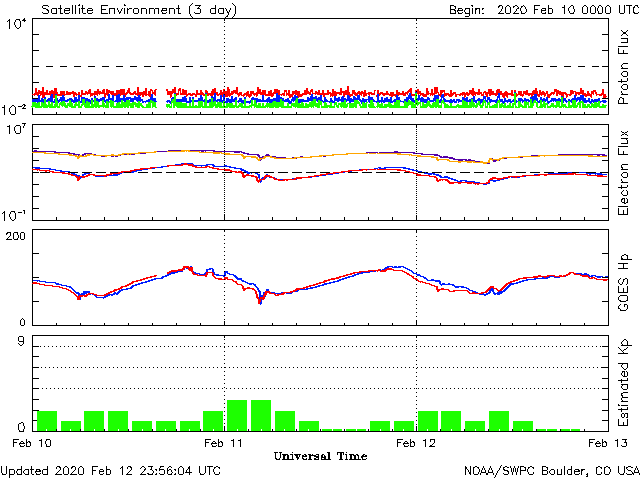 Satellite Environment (3 day) Begin: 2020 Feb 10 0000 UTC
10^4
Proton Flux
10^-2
10^7
Electron Flux
10^-1
200
GOES Hp
0
9
Estimated Kp
0
Feb 10 Feb 11 Feb 12 Feb 13
Universal Time
Updated 2020 Feb 12 23:56:04 UTC NOAA/SWPC Boulder, CO USA